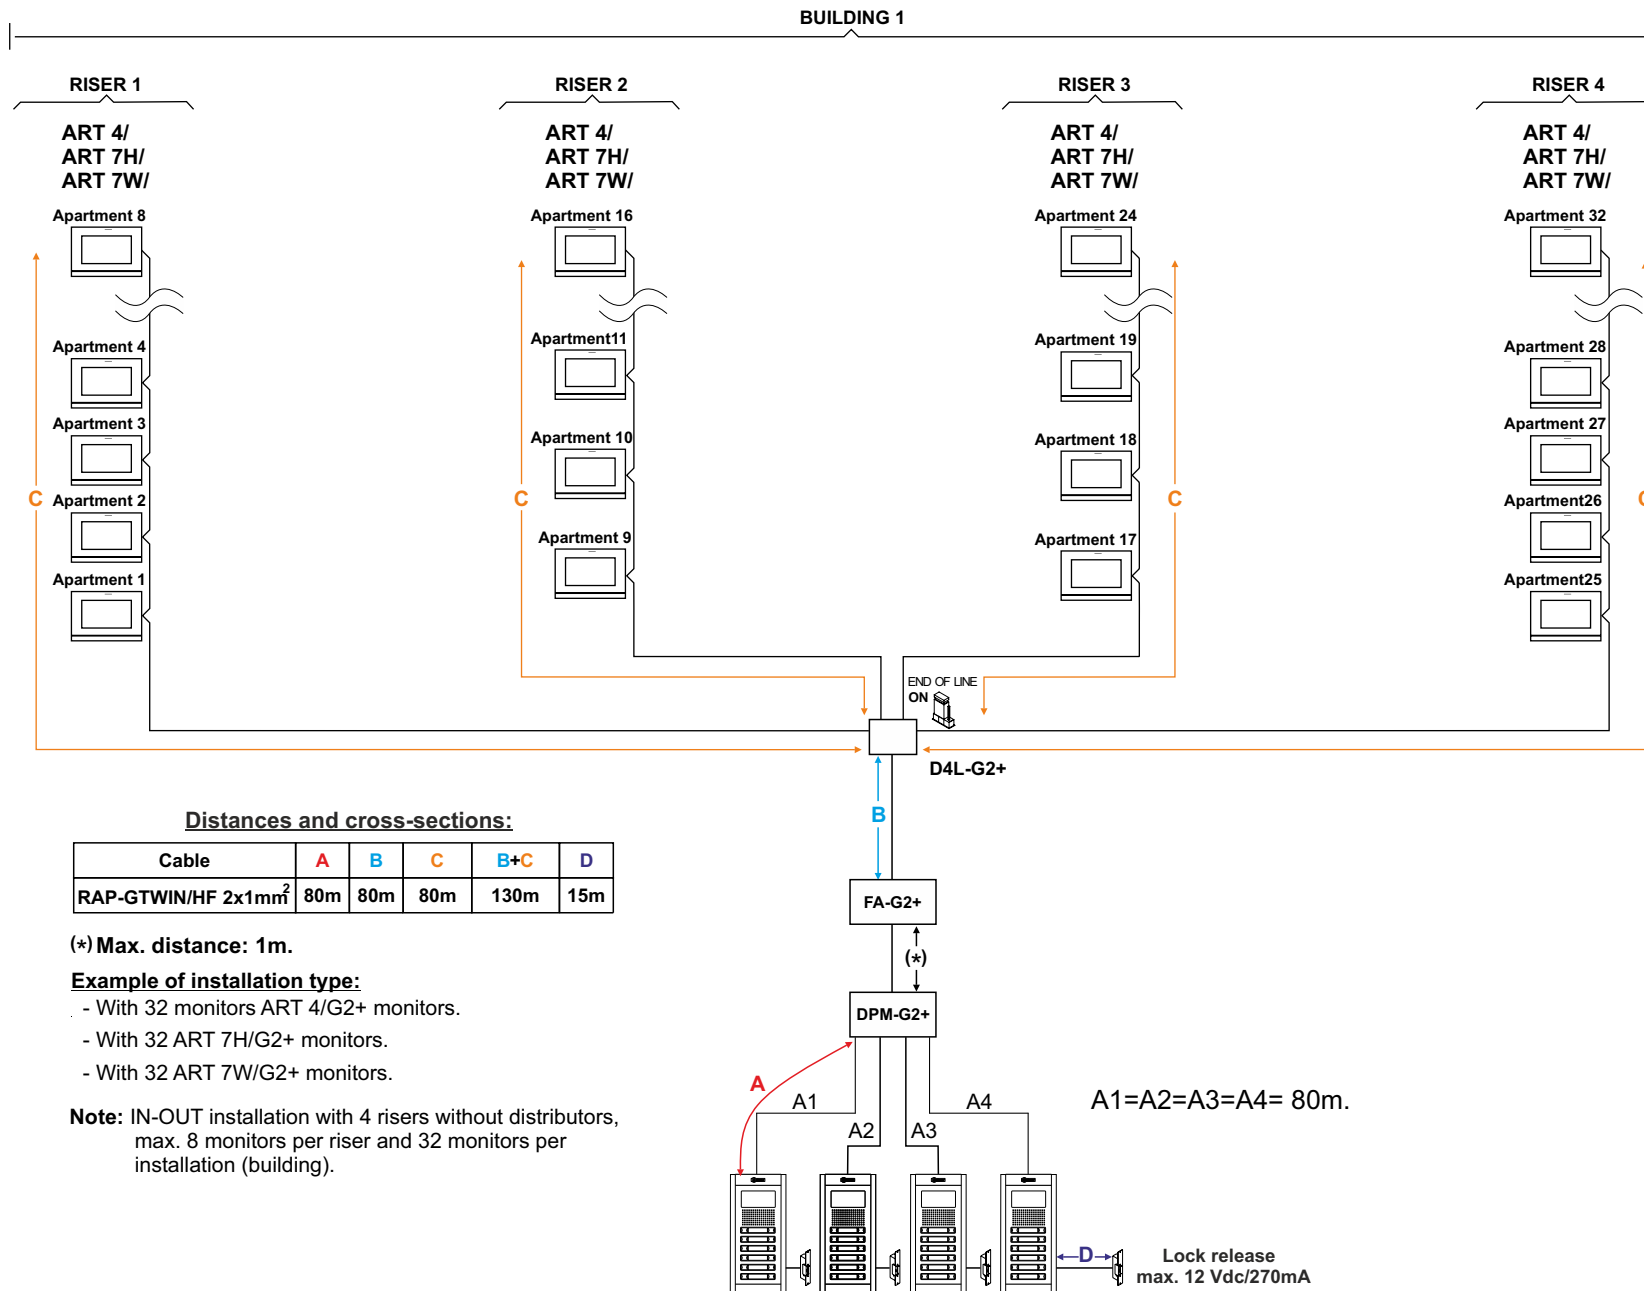 BUILDING 1
RISER 1
RISER 2
RISER 3
RISER 4
ART 4/
ART 7H/
ART 7W/
ART 4/
ART 7H/
ART 7W/
ART 4/
ART 7H/
ART 7W/
ART 4/
ART 7H/
ART 7W/
Apartment 8
Apartment 4
Apartment 3
Apartment 2
Apartment 1
C
Apartment 16
Apartment11
Apartment 10
Apartment 9
C
Apartment 24
Apartment 19
Apartment 18
Apartment 17
C
Apartment 32
Apartment 28
Apartment 27
Apartment26
Apartment25
C
END OF LINE
ON
D4L-G2+
B
FA-G2+
(*)
DPM-G2+
A
A1
A2
A3
A4
A1=A2=A3=A4= 80m.
D
Lock release
max. 12 Vdc/270mA
Distances and cross-sections:
Cable A B C B+C D
RAP-GTWIN/HF 2x1mm² 80m 80m 80m 130m 15m
(*) Max. distance: 1m.
Example of installation type:
- With 32 monitors ART 4/G2+ monitors.
- With 32 ART 7H/G2+ monitors.
- With 32 ART 7W/G2+ monitors.
Note: IN-OUT installation with 4 risers without distributors,
max. 8 monitors per riser and 32 monitors per
installation (building).